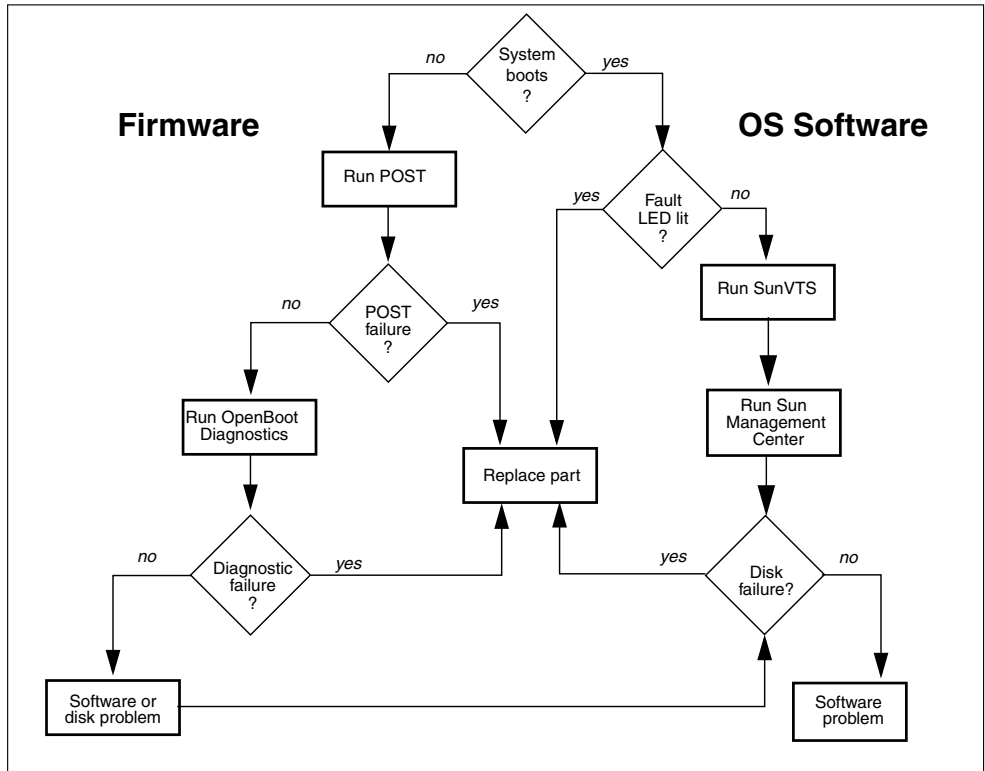 System
boots
?
no
yes
Firmware
OS Software
Run POST
Fault
LED lit
?
yes
no
Run SunVTS
POST
failure
?
no
yes
Run OpenBoot
Diagnostics
Run Sun
Management
Center
Replace part
Diagnostic
failure
?
no
yes
Disk
failure?
yes
no
Software or
disk problem
Software
problem